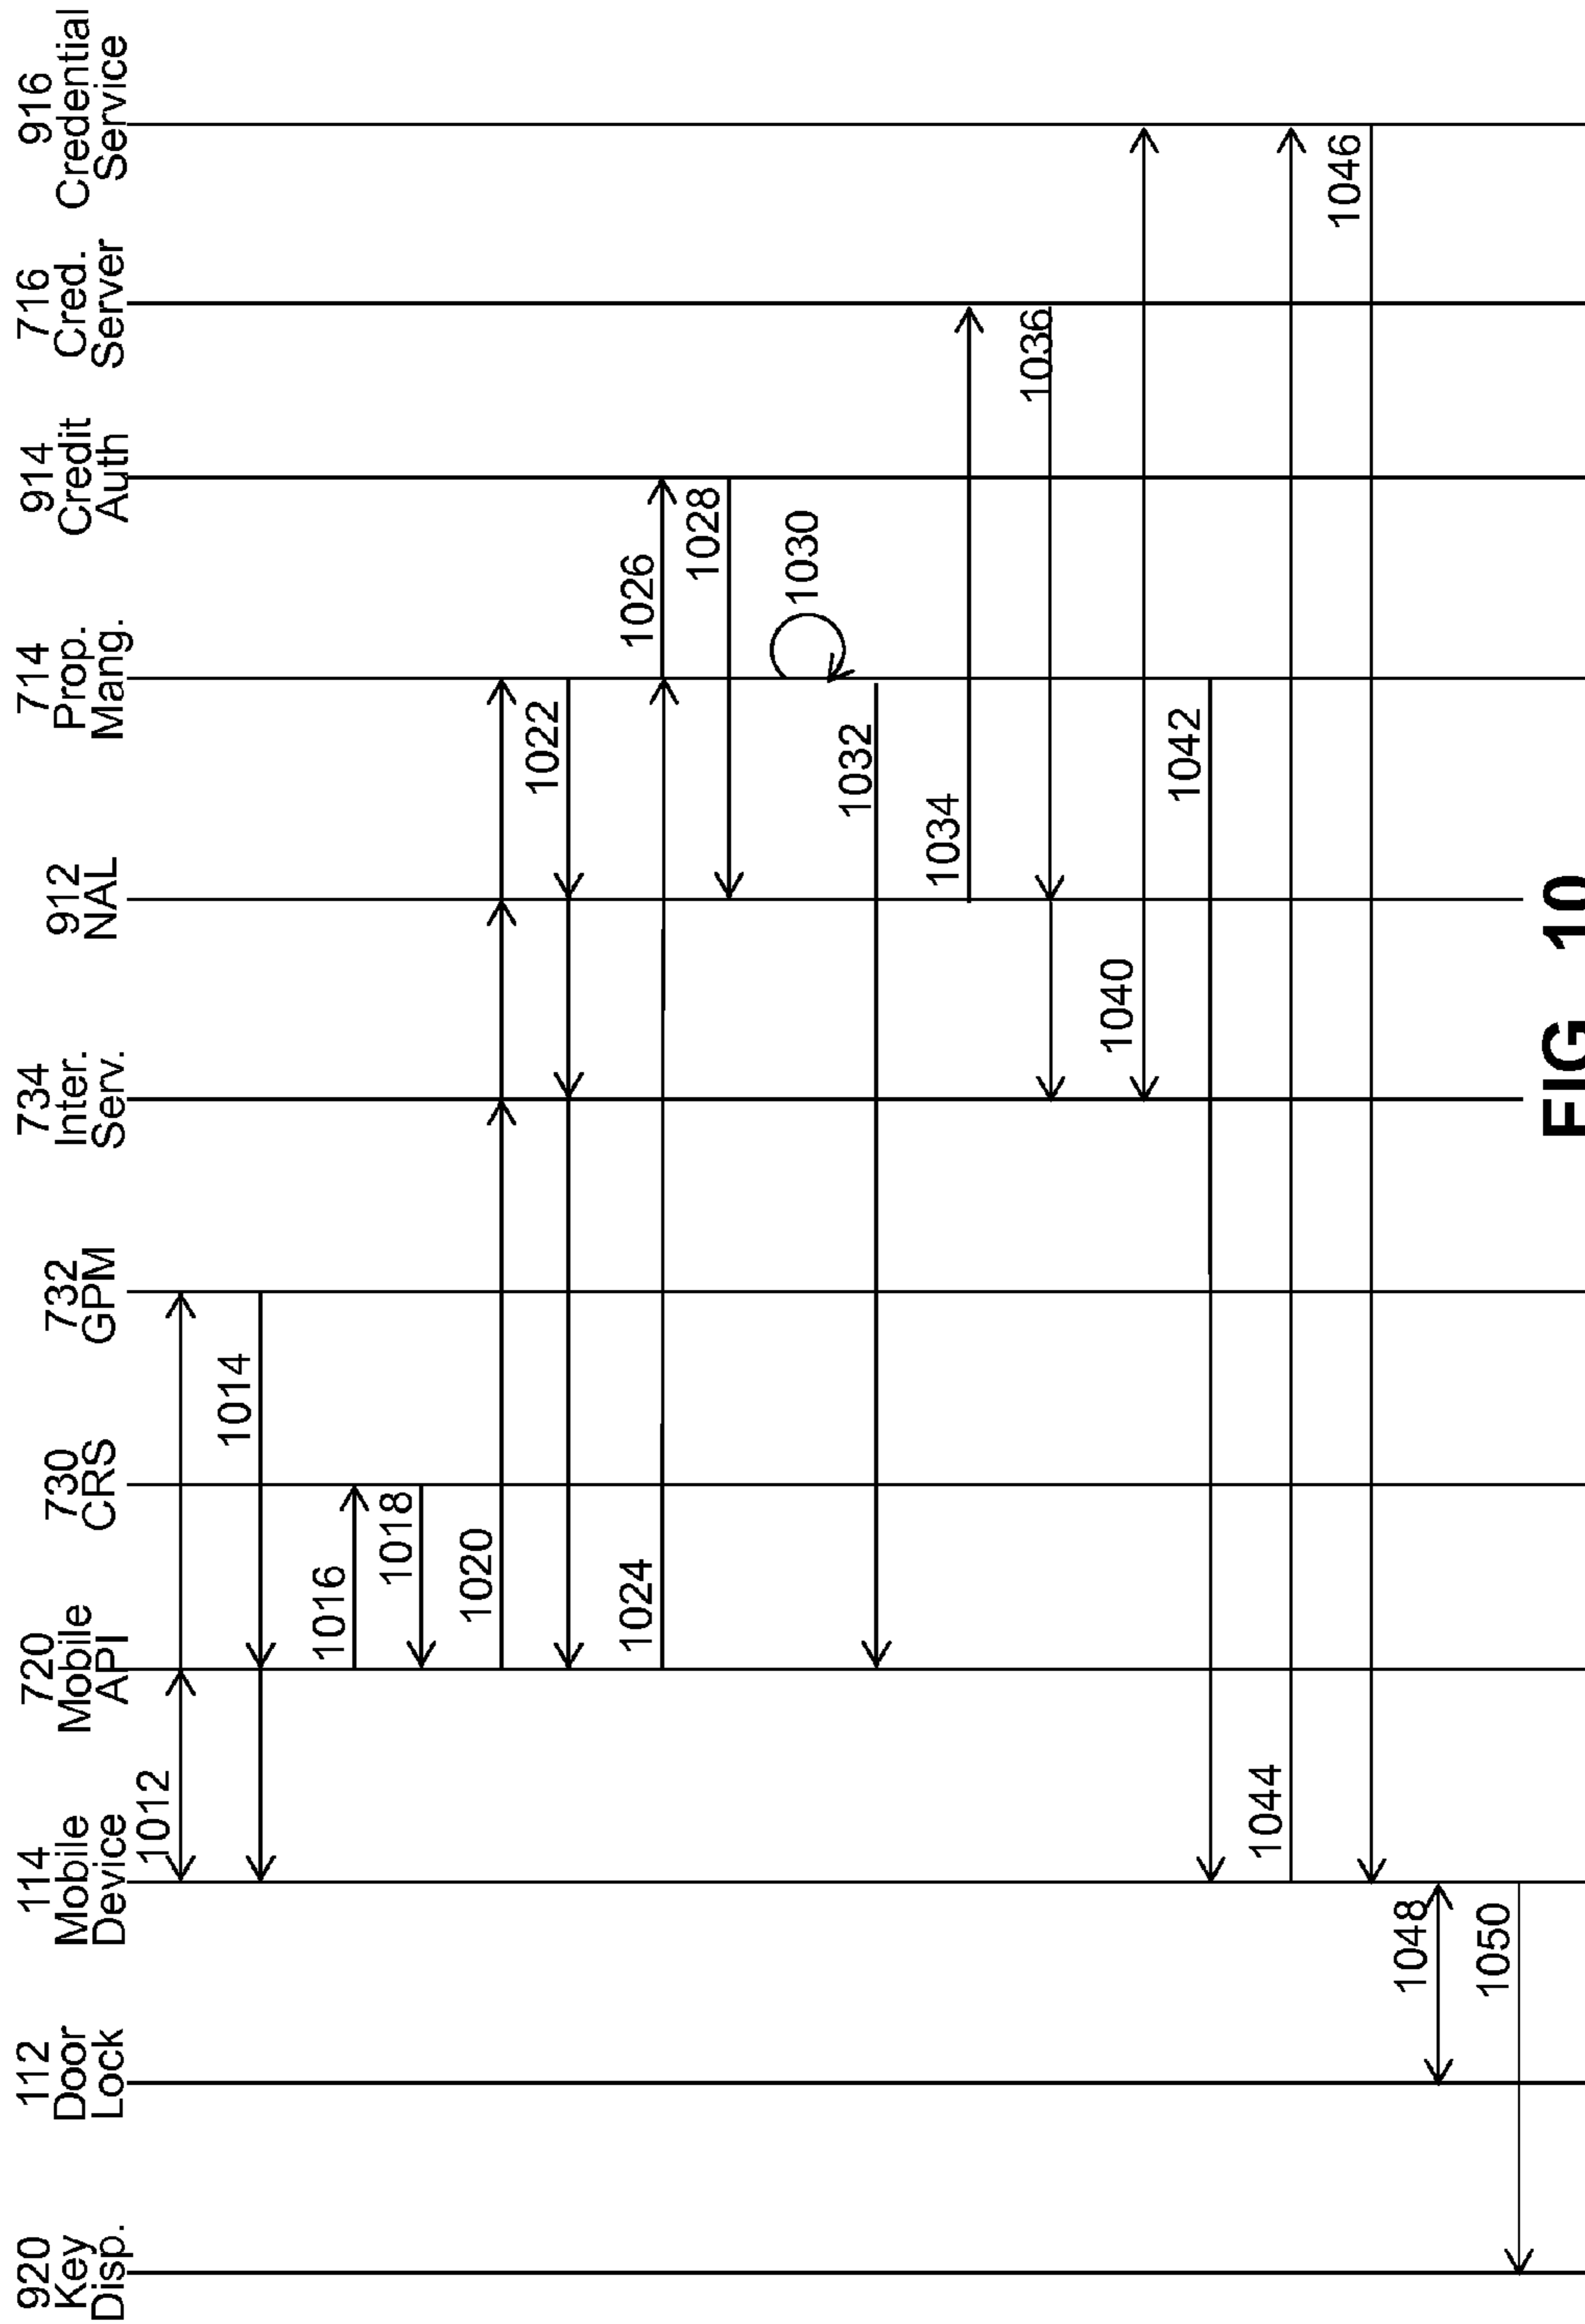 920
Key
Disp.
112
Door
Lock
114
Mobile
Device
720
Mobile
API
730
CRS
732
GPM
734
Inter.
Serv.
912
NAL
714
Prop.
Mang.
914
Credit
Auth
716
Cred.
Server
916
Credential
Service
1012
1014
1016
1018
1020
1022
1024
1026
1028
1030
1032
1034
1036
1040
1042
1044
1046
1048
1050
FIG. 10